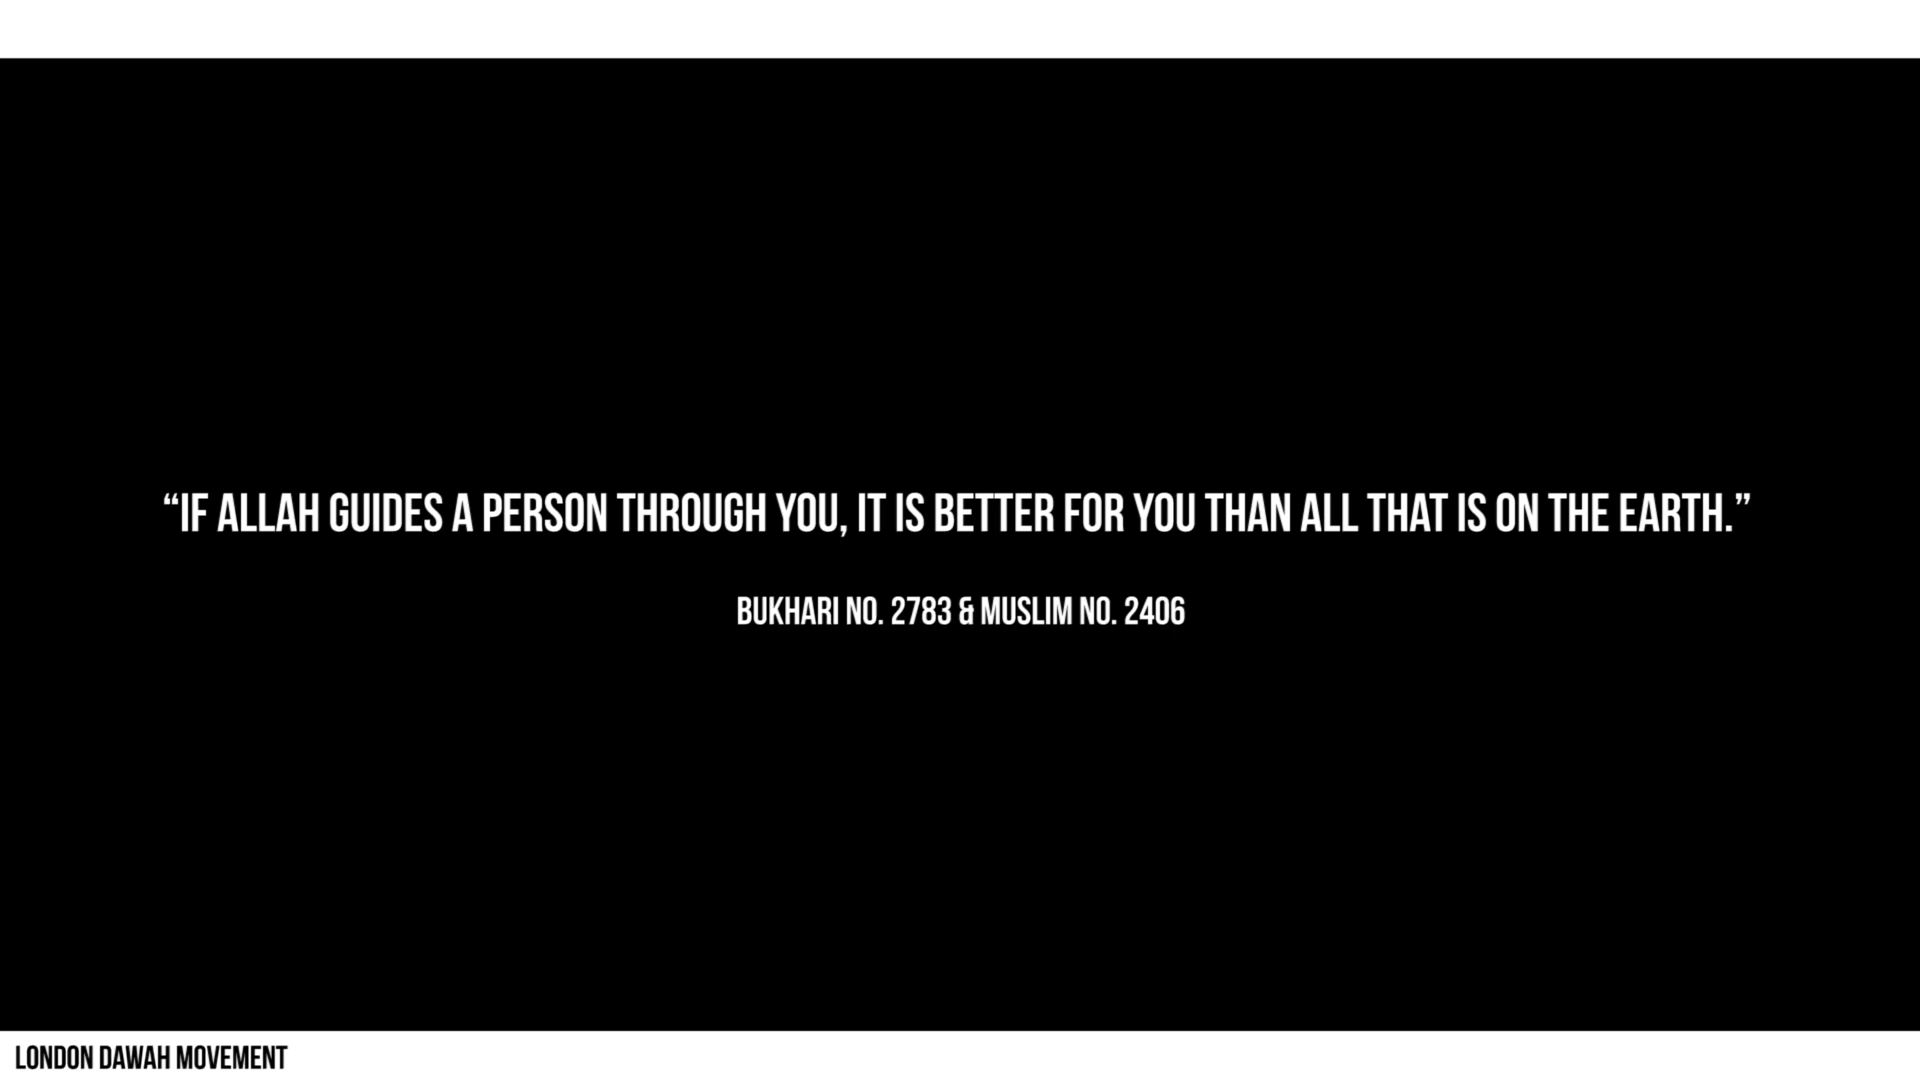 “IF ALLAH GUIDES A PERSON THROUGH YOU, IT IS BETTER FOR YOU THAN ALL THAT IS ON THE EARTH.”
BUKHARI NO. 2783 & MUSLIM NO. 2406
LONDON DAWAH MOVEMENT